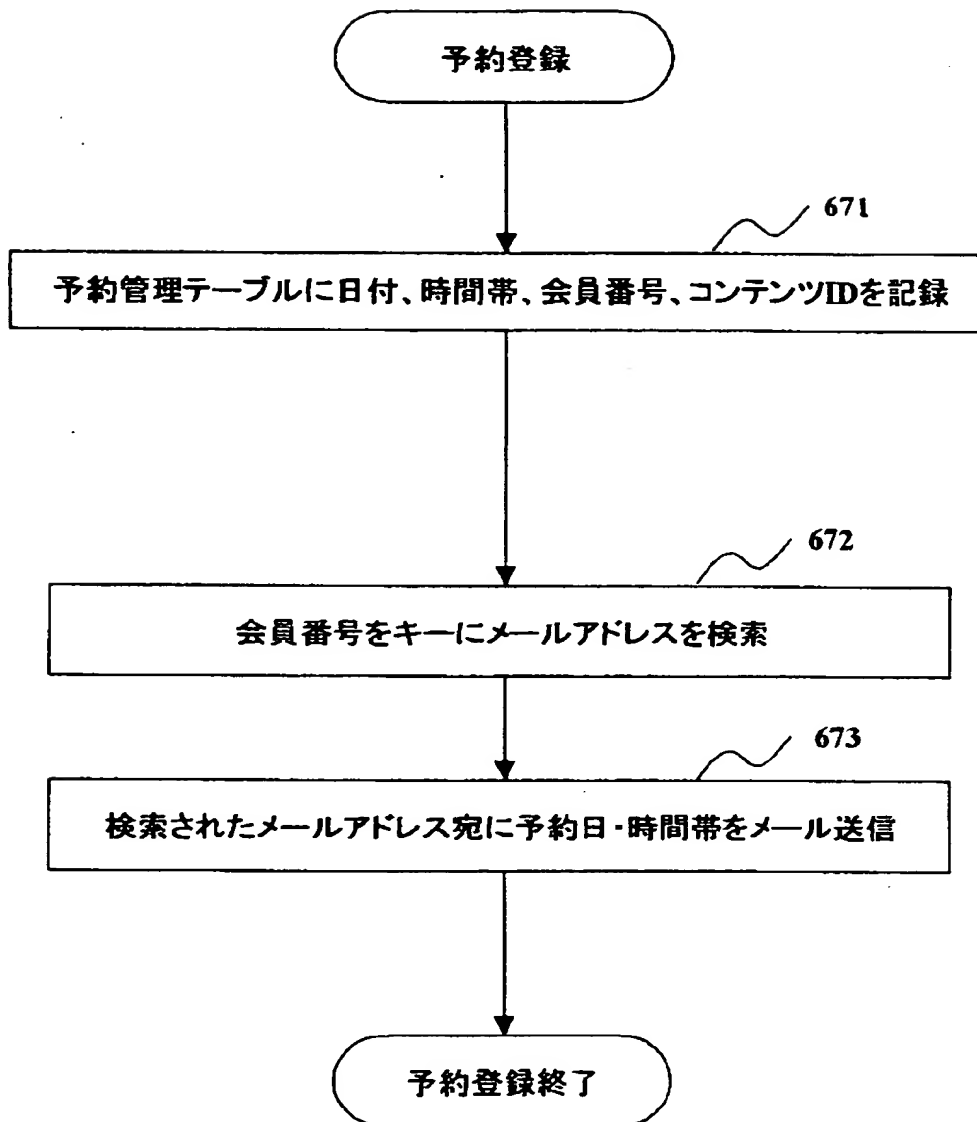 予約登録
671
予約管理テーブルに日付、時間帯、会員番号、コンテンツIDを記録
672
会員番号をキーにメールアドレスを検索
673
検索されたメールアドレス宛に予約日・時間帯をメール送信
予約登録終了